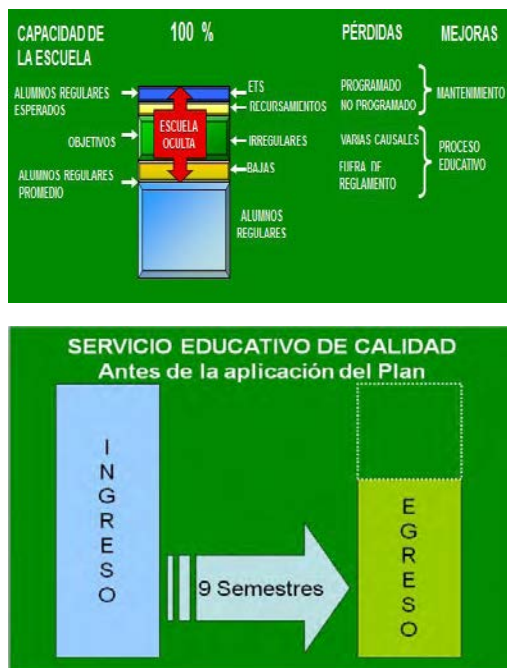 CAPACIDAD DE
LA ESCUELA
100 %
PÉRDIDAS
MEJORAS
ALUMNOS REGULARES
ESPERADOS
OBJETIVOS
ALUMNOS REGULARES
PROMEDIO
ESCUELA
OCULTA
ETS
RECURSAMIENTOS
IRREGULARES
BAJAS
ALUMNOS
REGULARES
PROGRAMADO
NO PROGRAMADO
MANTENIMIENTO
VARIAS CAUSALES
FUERA DE
REGLAMENTO
PROCESO
EDUCATIVO
SERVICIO EDUCATIVO DE CALIDAD
Antes de la aplicación del Plan
INGRESO
9 Semestres
EGRESO